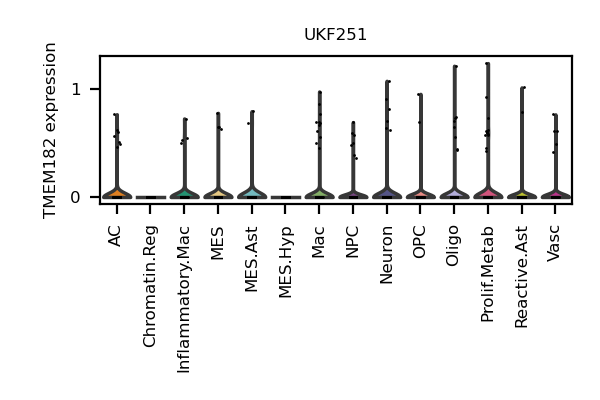 UKF251
TMEM182 expression
1
0
AC
Chromatin.Reg
Inflammatory.Mac
MES
MES.Ast
MES.Hyp
Mac
NPC
Neuron
OPC
Oligo
Prolif.Metab
Reactive.Ast
Vasc